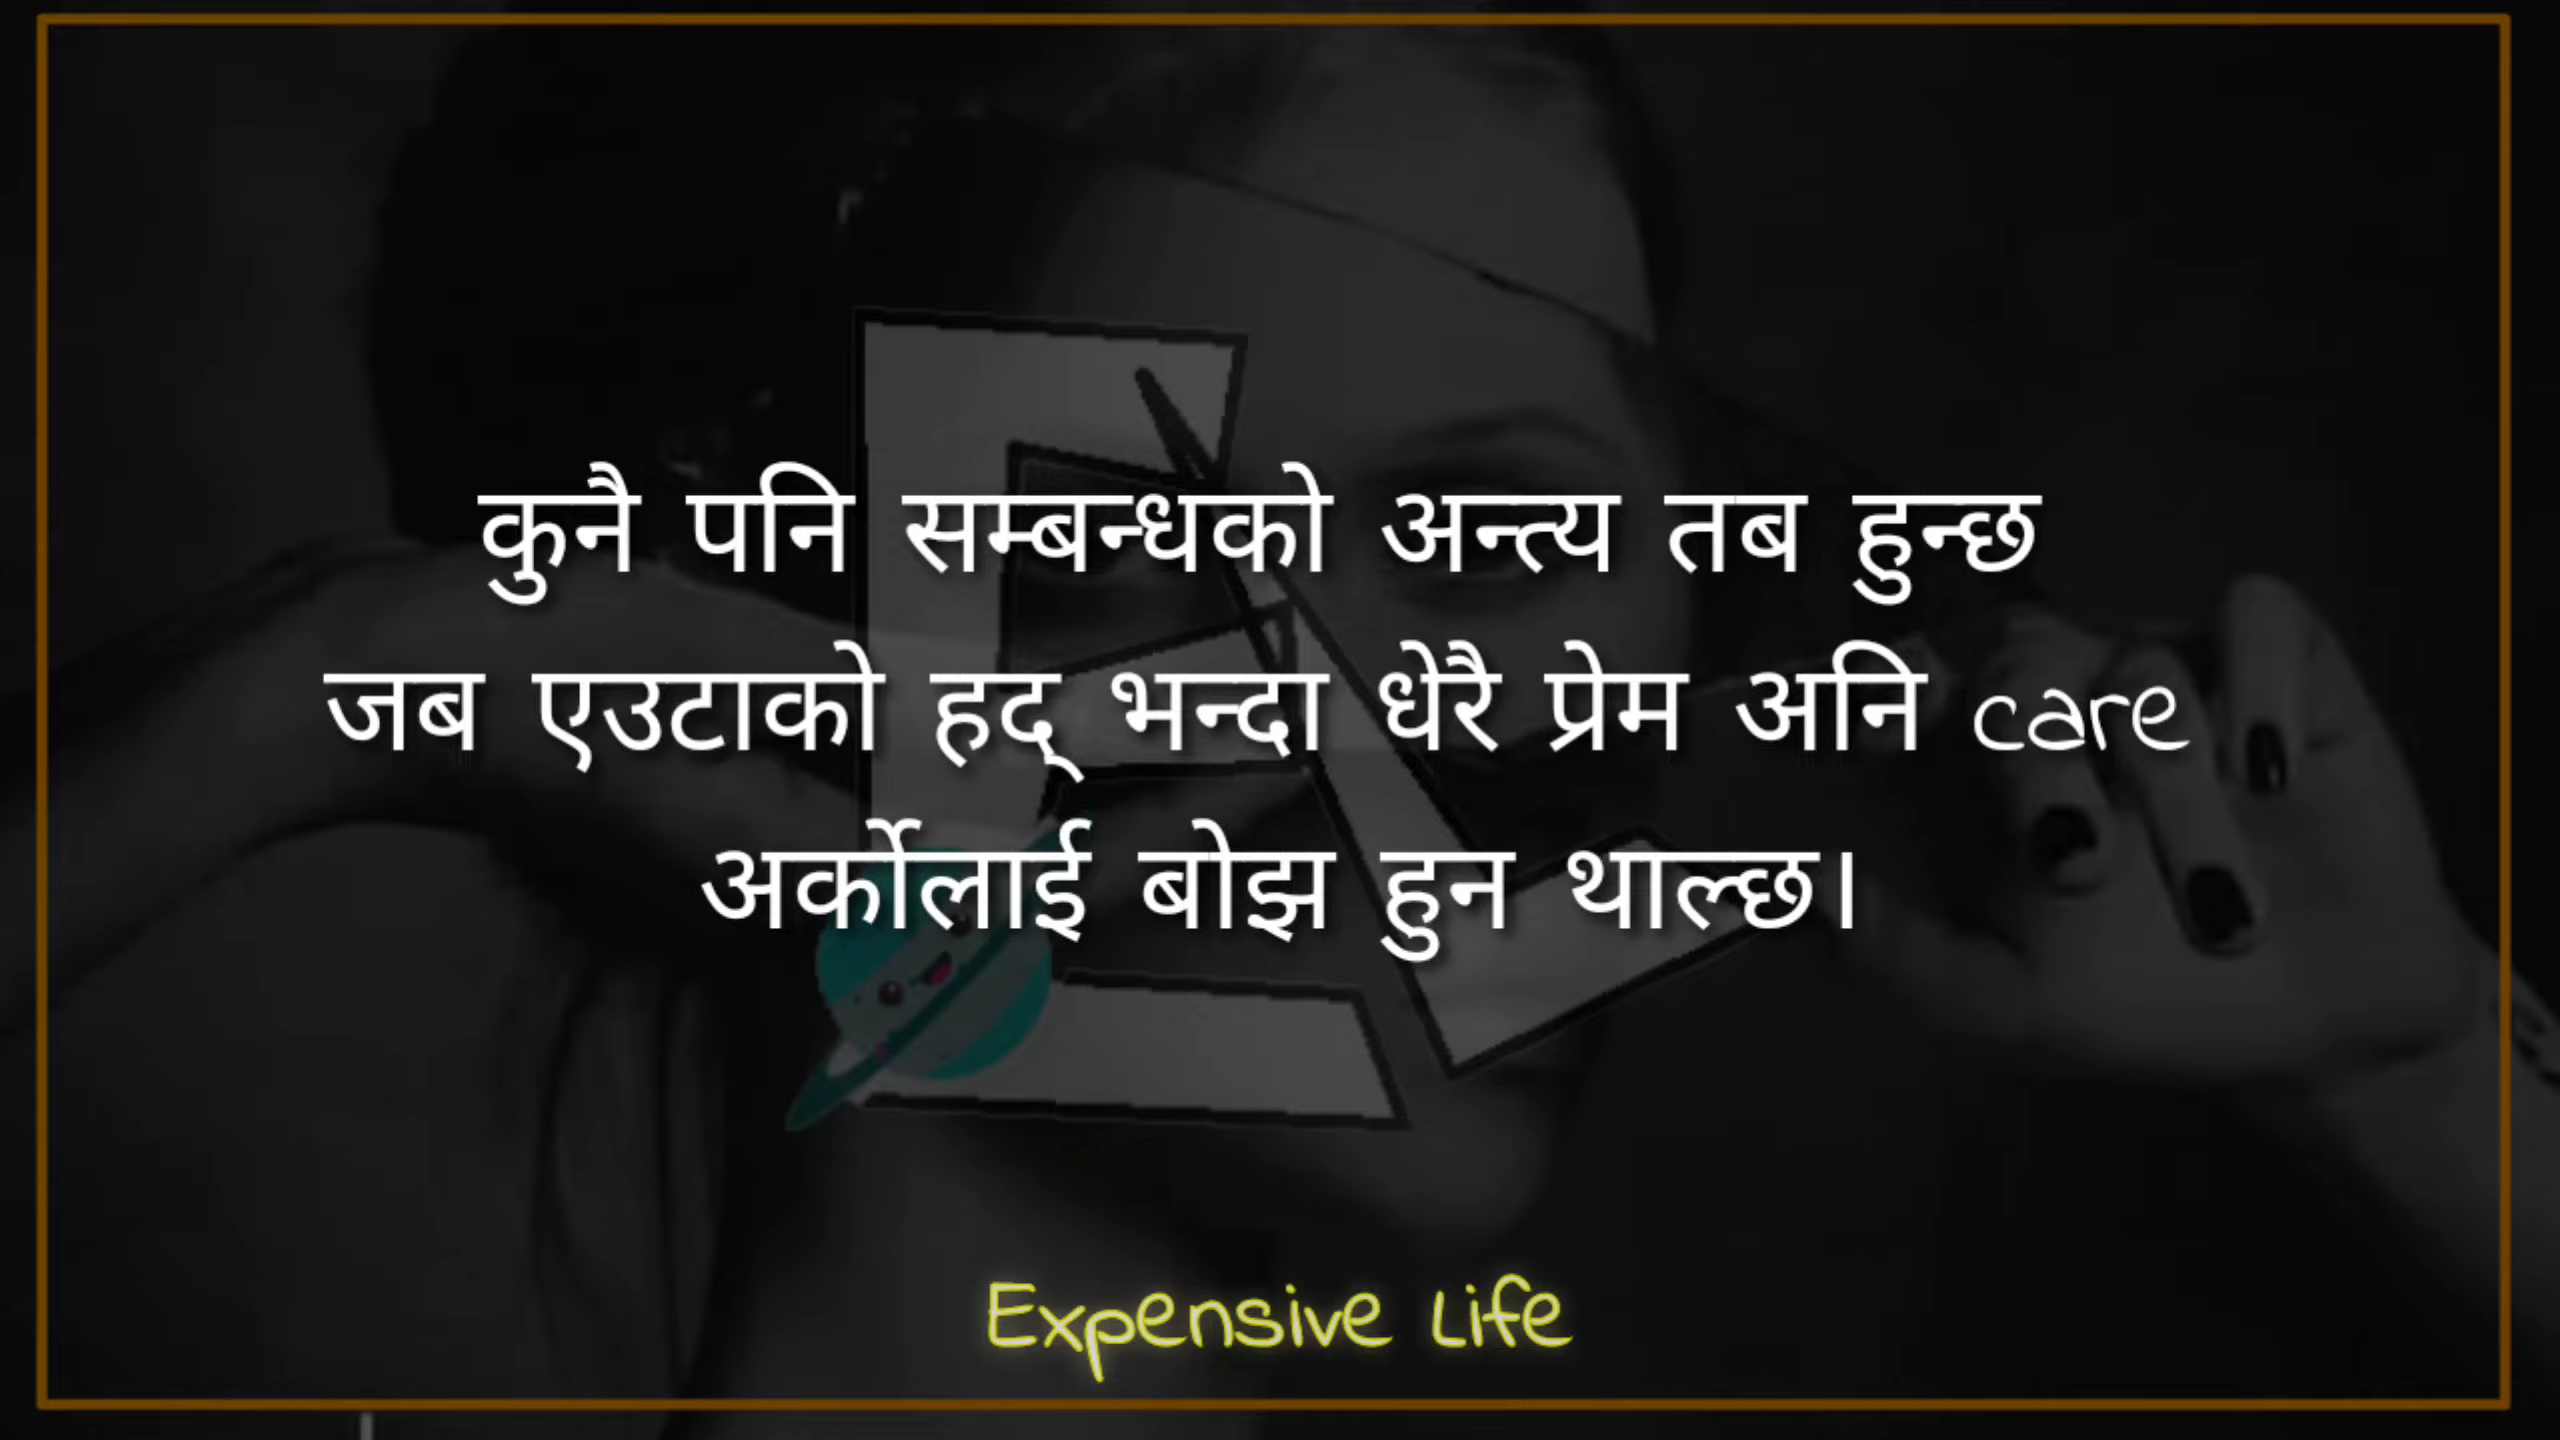 कुनै पनि सम्बन्धको अन्त्य तब हुन्छ
जब एउटाको हद् भन्दा धेरै प्रेम अनि care
अर्कोलाई बोझ हुन थाल्छ।
Expensive Life